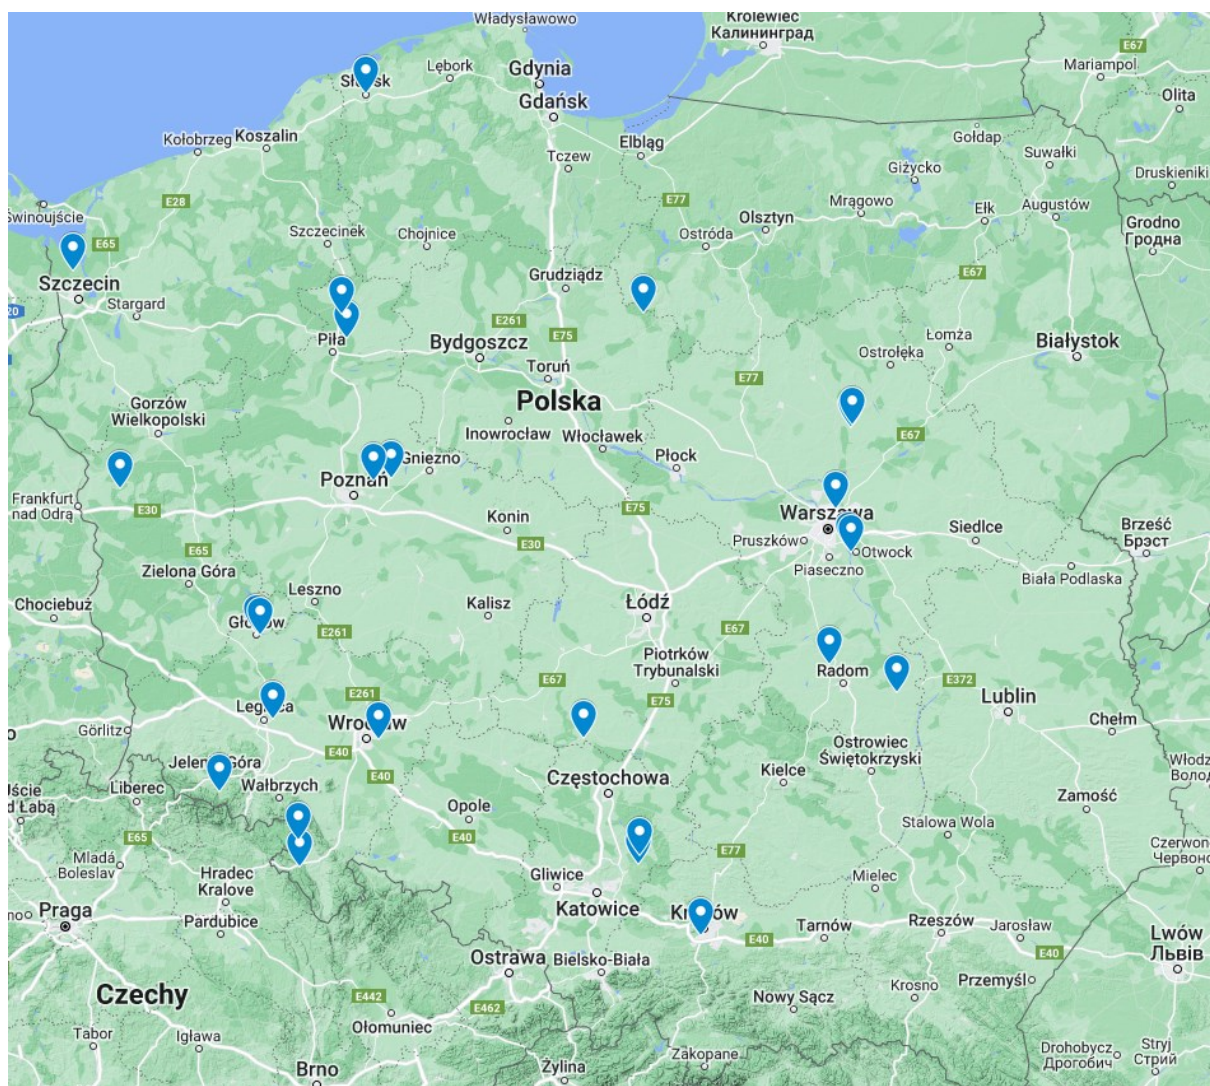 Władysławowo
Krolewiec
Калининград
E67
Mariampol
E28
Gdynia
Lębork
Gdańsk
Olita
Kołobrzeg
Koszalin
Elbląg
Gołdap
Tczew
Suwałki
Giżycko
Druskieniki
Świnoujście
E28
E77
Mrągowo
Augustów
Olsztyn
Ełk
Grodno
Гродна
Szczecinek
Chojnice
Ostróda
E65
E67
Grudziądz
Szczecin
Stargard
20
E261
Łomża
Piła
Bydgoszcz
E75
Białystok
Ostrołęka
Toruń
E77
Polska
Gorzów
Wielkopolski
Inowrocław
Włocławek
E67
Płock
Gniezno
Poznań
Frankfurt
nad Odrą
E30
E75
Warszawa
Konin
Siedlce
Brześć
Брэст
Pruszków
E30
Otwock
E65
Piaseczno
Zielona Góra
Biała Podlaska
Leszno
Chociebuż
Kalisz
Łódź
Głogów
E67
E261
Piotrków
Trybunalski
Radom
E67
E372
E261
E75
Lublin
Legnica
Wrocław
Chełm
Görlitz
E40
Ostrowiec
Świętokrzyski
Jelenia Góra
Częstochowa
Kielce
E40
Liberec
Wałbrzych
Zamość
Opole
Stalowa Wola
E65
E40
E77
Mladá
Boleslav
Hradec
Kralove
Gliwice
Mielec
Katowice
Kraków
Praga
Pardubice
Rzeszów
Tarnów
Jarosław
E40
E40
Lwów
Львів
Ostrawa
Bielsko-Biała
Przemyśl
Krosno
Czechy
E442
Nowy Sącz
E462
Ołomuniec
Tabor
Igława
Drohobycz
Дрогобич
Stryj
Стрий
Zakopane
Żylina
Brno